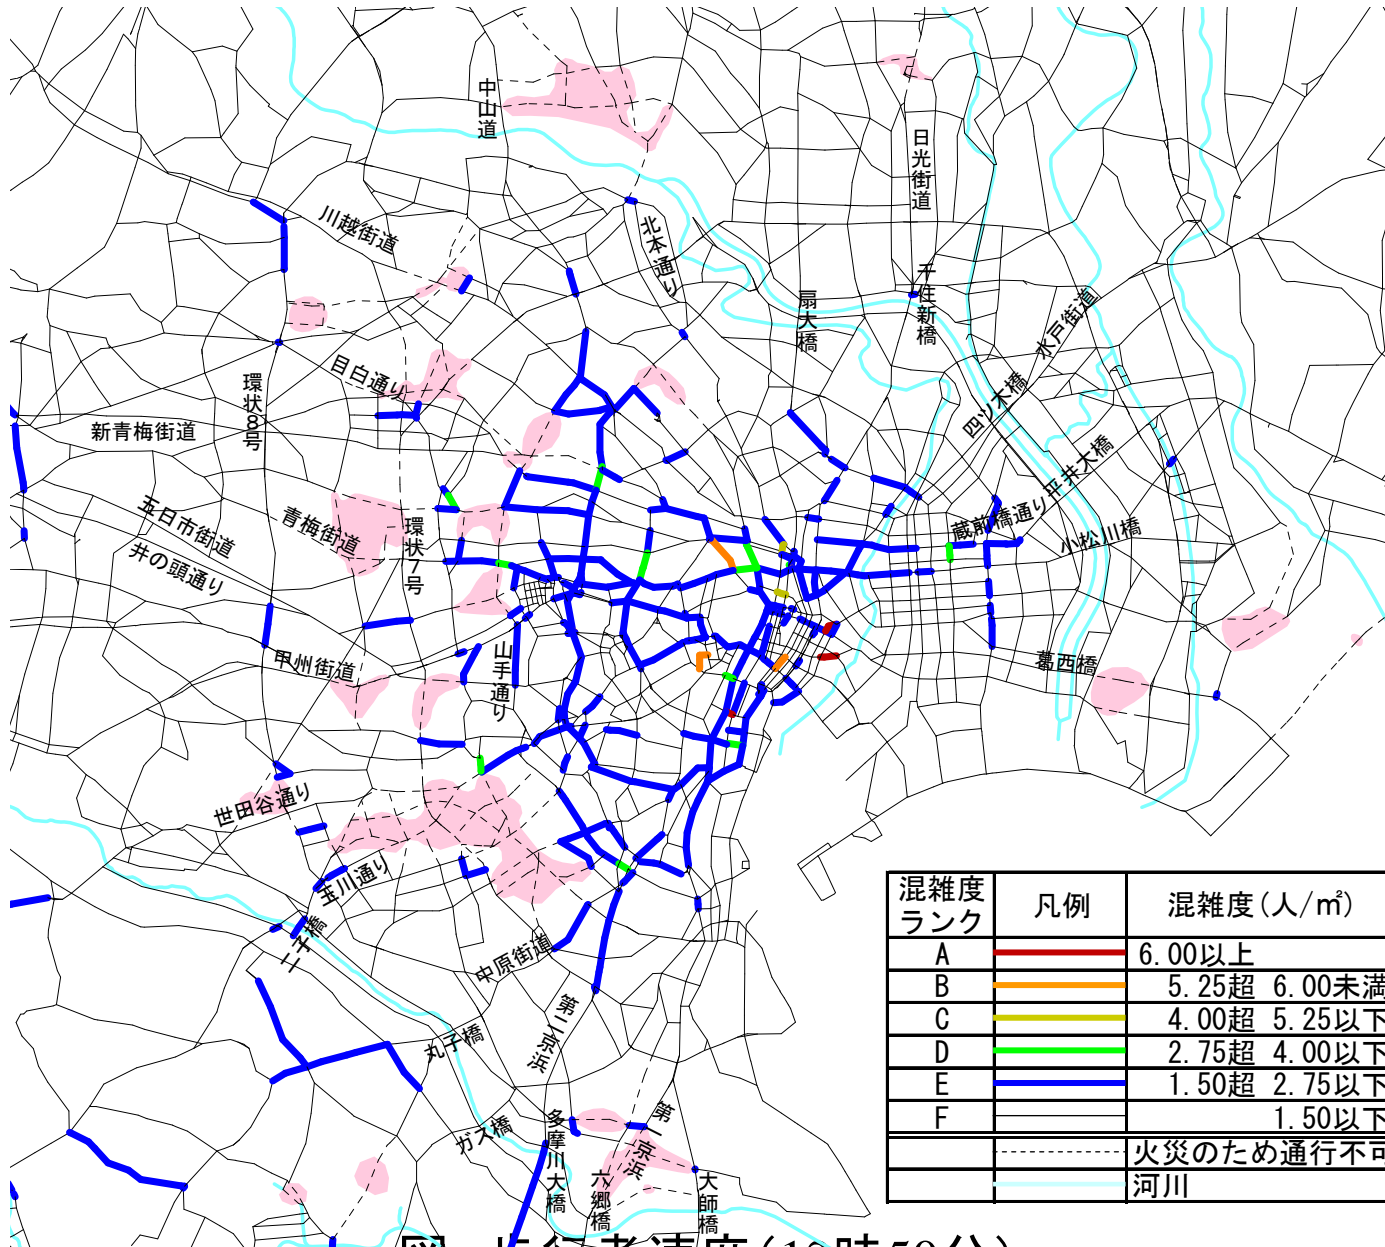 中山道
日光街道
川越街道
北本通り
千住新橋
扇大橋
水戸街道
目白通り
環状8号
四ツ木橋
新青梅街道
平井大橋
五日市街道
青梅街道
環状7号
蔵前橋通り
小松川橋
井の頭通り
甲州街道
山手通り
葛西橋
世田谷通り
玉川通り
二子橋
中原街道
第二京浜
丸子橋
ガス橋
多摩川大橋
六郷橋
第一京浜
大師橋
混雑度ランク 凡例 混雑度(人/㎡)
A 6.00以上
B 5.25超 6.00未満
C 4.00超 5.25以下
D 2.75超 4.00以下
E 1.50超 2.75以下
F 1.50以下
火災のため通行不可
河川